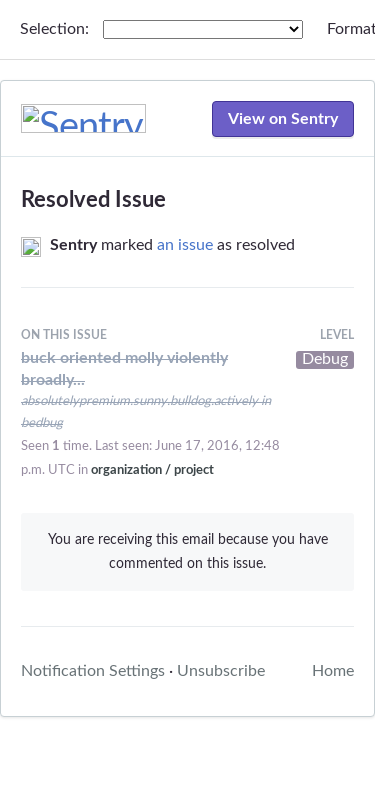 Selection:
Format
Sentry
View on Sentry
Resolved Issue
Sentry marked an issue as resolved
ON THIS ISSUE
LEVEL
buck oriented molly violently
broadly...
Debug
absolutelypremium.sunny.bulldog.actively in
bedbug
Seen 1 time. Last seen: June 17, 2016, 12:48
p.m. UTC in organization / project
You are receiving this email because you have
commented on this issue.
Notification Settings · Unsubscribe
Home